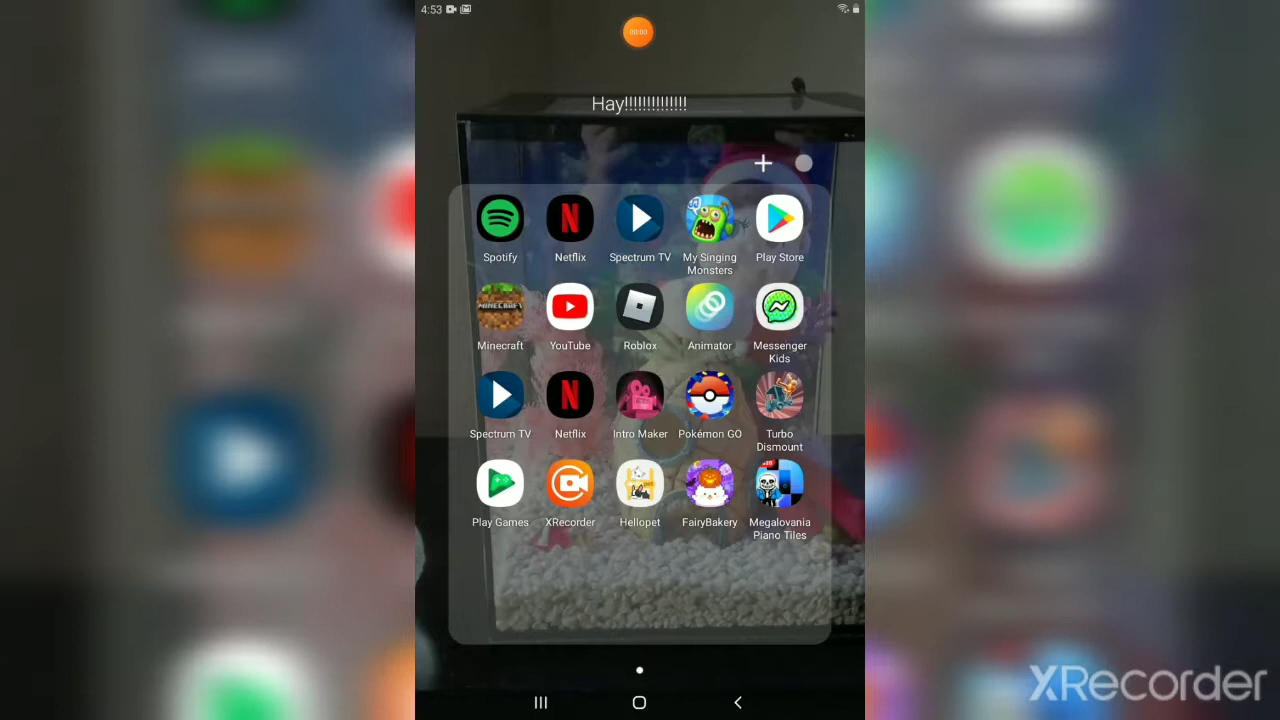 4:53
00:00
Hay!!!!!!!!!!!!!!
Spotify
Netflix
Spectrum TV
My Singing
Monsters
Play Store
MINECRAFT
Minecraft
YouTube
Roblox
Animator
Messenger
Kids
Spectrum TV
Netflix
Intro Maker
Pokémon GO
Turbo
Dismount
Play Games
XRecorder
Hellopet
FairyBakery
Megalovania
Piano Tiles
XRecorder